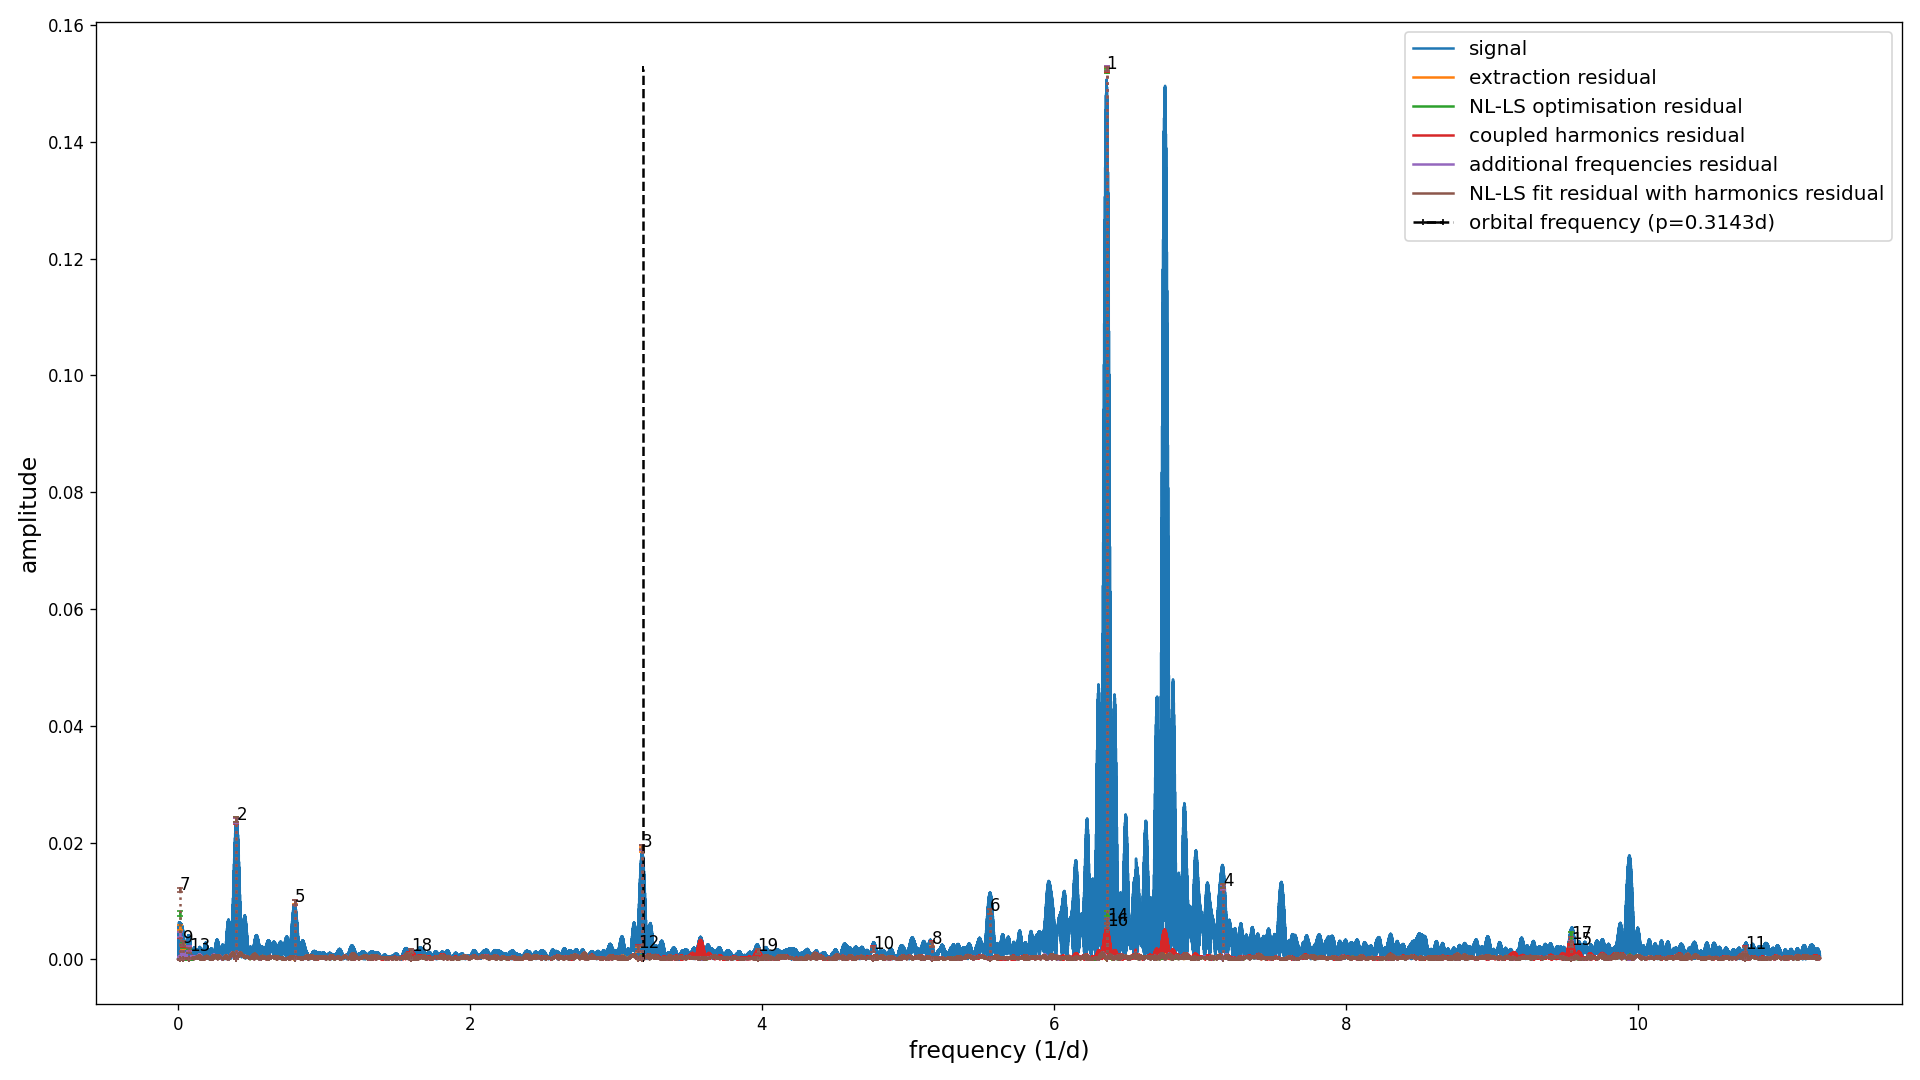 0.16
0.14
0.12
0.10
0.08
0.06
0.04
0.02
0.00
amplitude
signal
extraction residual
NL-LS optimisation residual
coupled harmonics residual
additional frequencies residual
NL-LS fit residual with harmonics residual
orbital frequency (p=0.3143d)
1
2
3
4
5
6
7
8
9
10
11
12
13
14
16
17
15
18
19
0 2 4 6 8 10
frequency (1/d)